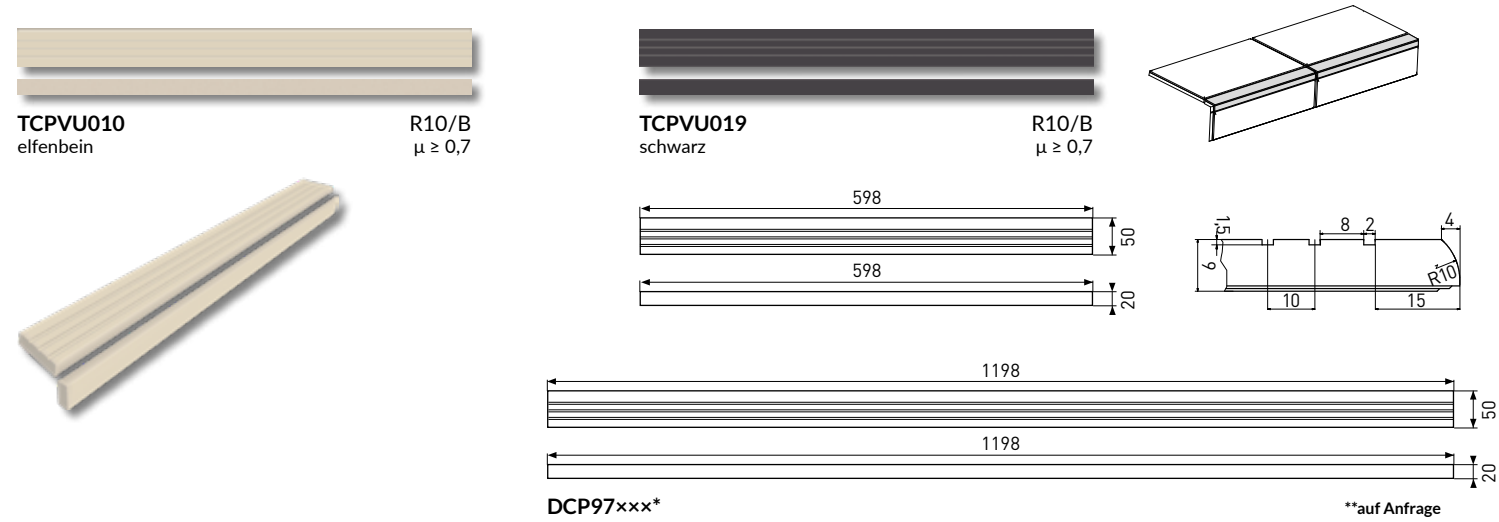 TCPVU010 R10/B
elfenbein µ ≥ 0,7
TCPVU019 R10/B
schwarz µ ≥ 0,7
598
50
598
20
1,5
8 2 4
9
R10
10 15
1198
50
1198
20
DCP97×××*
**auf Anfrage